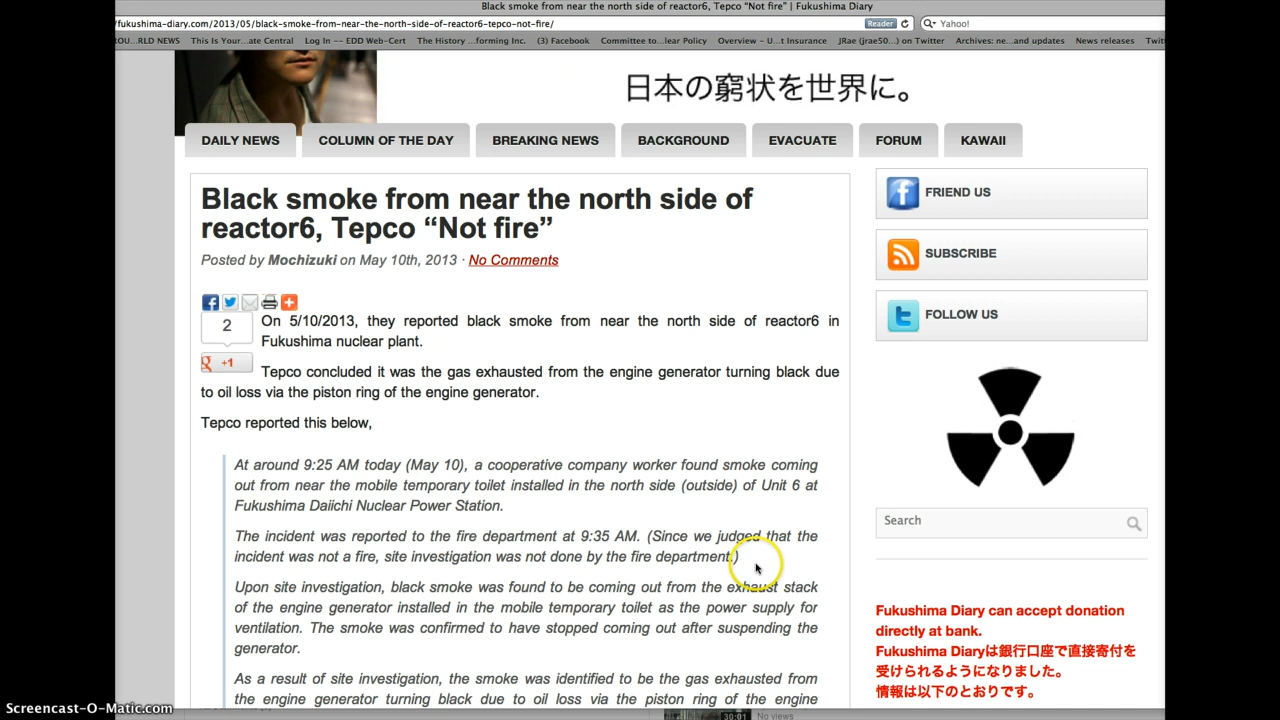 Black smoke from near the north side of reactor6, Tepco “Not fire” | Fukushima Diary
/fukushima-diary.com/2013/05/black-smoke-from-near-the-north-side-of-reactor6-tepco-not-fire/
Reader
Yahoo!
ROU...RLD NEWS This Is Your...ate Central Log In -- EDD Web-Cert The History ...forming Inc. (3) Facebook Committee to...lear Policy Overview – U...t Insurance JRae (jrae50...) on Twitter Archives: ne...and updates News releases Twitt
日本の窮状を世界に。
DAILY NEWS COLUMN OF THE DAY BREAKING NEWS BACKGROUND EVACUATE FORUM KAWAII
Black smoke from near the north side of
reactor6, Tepco “Not fire”
Posted by Mochizuki on May 10th, 2013 · No Comments
2
+1
On 5/10/2013, they reported black smoke from near the north side of reactor6 in
Fukushima nuclear plant.
Tepco concluded it was the gas exhausted from the engine generator turning black due
to oil loss via the piston ring of the engine generator.
Tepco reported this below,
At around 9:25 AM today (May 10), a cooperative company worker found smoke coming
out from near the mobile temporary toilet installed in the north side (outside) of Unit 6 at
Fukushima Daiichi Nuclear Power Station.
The incident was reported to the fire department at 9:35 AM. (Since we judged that the
incident was not a fire, site investigation was not done by the fire department.)
Upon site investigation, black smoke was found to be coming out from the exhaust stack
of the engine generator installed in the mobile temporary toilet as the power supply for
ventilation. The smoke was confirmed to have stopped coming out after suspending the
generator.
As a result of site investigation, the smoke was identified to be the gas exhausted from
the engine generator turning black due to oil loss via the piston ring of the engine
FRIEND US
SUBSCRIBE
FOLLOW US
Search
Fukushima Diary can accept donation
directly at bank.
Fukushima Diaryは銀行口座で直接寄付を
受けられるようになりました。
情報は以下のとおりです。
30:01
No views
Screencast-O-Matic.com